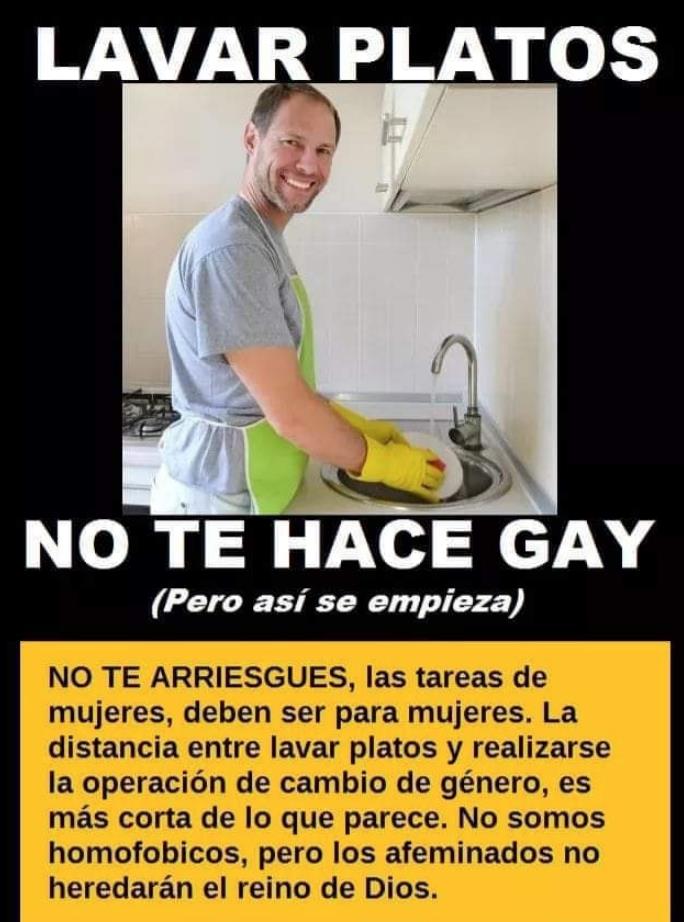 LAVAR PLATOS
NO TE HACE GAY
(Pero así se empieza)
NO TE ARRIESGUES, las tareas de
mujeres, deben ser para mujeres. La
distancia entre lavar platos y realizarse
la operación de cambio de género, es
más corta de lo que parece. No somos
homofobicos, pero los afeminados no
heredarán el reino de Dios.